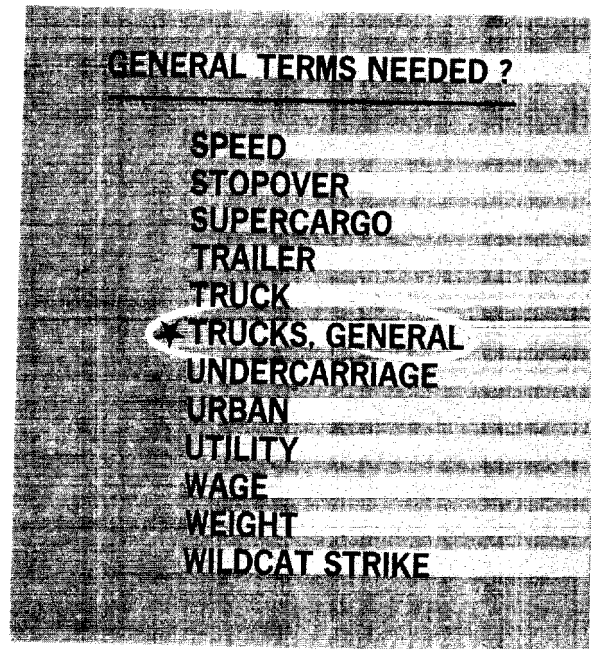 GENERAL TERMS NEEDED ?
SPEED
STOPOVER
SUPERCARGO
TRAILER
TRUCK
★TRUCKS, GENERAL
UNDERCARRIAGE
URBAN
UTILITY
WAGE
WEIGHT
WILDCAT STRIKE